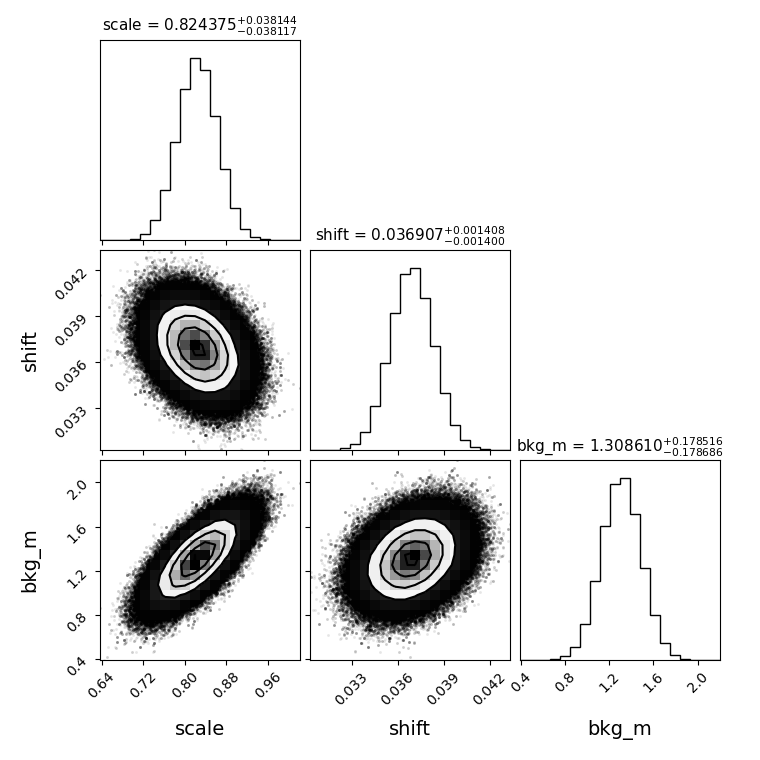 scale = 0.824375+0.038144−0.038117
shift = 0.036907+0.001408−0.001400
0.042
0.039
0.036
0.033
shift
bkg_m = 1.308610+0.178516−0.178686
2.0
1.6
1.2
0.8
0.4
bkg_m
0.64 0.72 0.80 0.88 0.96
0.033 0.036 0.039 0.042
0.4 0.8 1.2 1.6 2.0
scale shift bkg_m